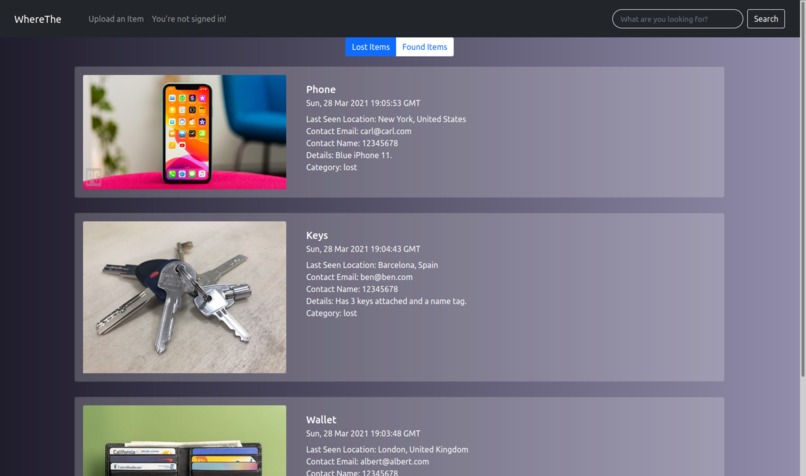 WhereThe
Upload an Item
You're not signed in!
What are you looking for?
Search
Lost Items
Found Items
Phone
Sun, 28 Mar 2021 19:05:53 GMT
Last Seen Location: New York, United States
Contact Email: carl@carl.com
Contact Name: 12345678
Details: Blue iPhone 11.
Category: lost
Keys
Sun, 28 Mar 2021 19:04:43 GMT
Last Seen Location: Barcelona, Spain
Contact Email: ben@ben.com
Contact Name: 12345678
Details: Has 3 keys attached and a name tag.
Category: lost
California
Wallet
Sun, 28 Mar 2021 19:03:48 GMT
Last Seen Location: London, United Kingdom
Contact Email: albert@albert.com
Contact Name: 12345678